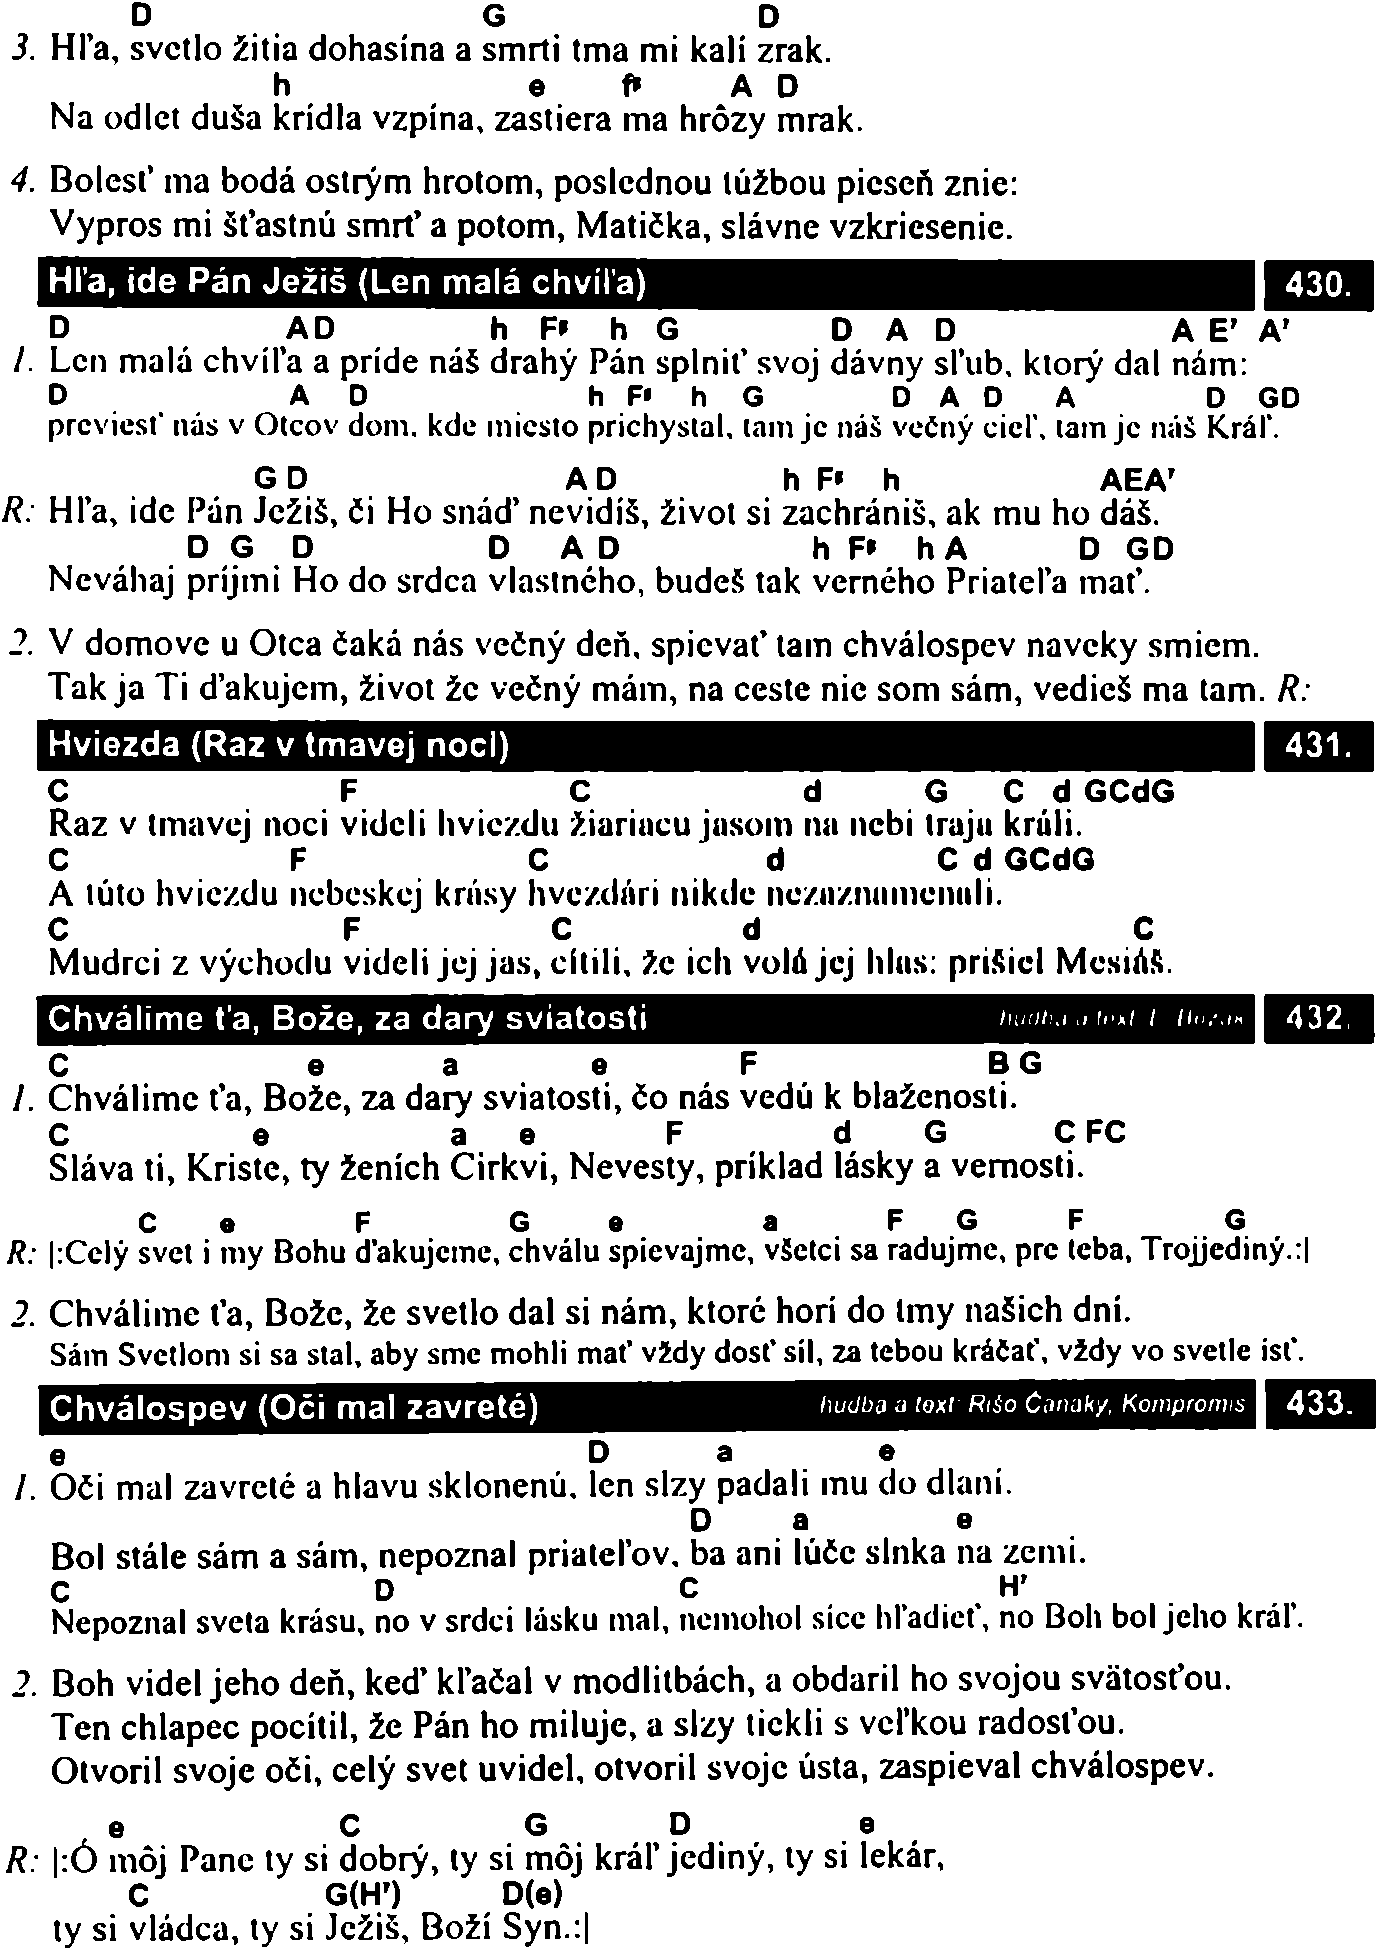 D G D
3. Hľa, svetlo žitia dohasína a smrti tma mi kalí zrak.
h e f# A D
Na odlet duša krídla vzpína, zastiera ma hrôzy mrak.
4. Bolesť ma bodá ostrým hrotom, poslednou túžbou pieseň znie:
Vypros mi šťastnú smrť a potom, Matička, slávne vzkriesenie.
Hľa, ide Pán Ježiš (Len malá chvíľa) 430.
D A D h F# h G D A D A E7 A7
1. Len malá chvíľa a príde náš drahý Pán splniť svoj dávny sľub, ktorý dal nám:
D A D h F# h G D A D A D GD
previesť nás v Otcov dom, kde miesto prichystal, tam je náš večný cieľ, tam je náš Kráľ.
G D A D h F# h AEA7
R: Hľa, ide Pán Ježiš, či Ho snáď nevidíš, život si zachrániš, ak mu ho dáš.
D G D D A D h F# h A D GD
Neváhaj príjmi Ho do srdca vlastného, budeš tak verného Priateľa mať.
2. V domove u Otca čaká nás večný deň, spievať tam chválospev naveky smiem.
Tak ja Ti ďakujem, život že večný mám, na ceste nie som sám, vedieš ma tam. R:
Hviezda (Raz v tmavej noci) 431.
C F C d G C d GCdG
Raz v tmavej noci videli hviezdu žiariacu jasom na nebi traja králi.
C F C d C d GCdG
A túto hviezdu nebeskej krásy hvezdári nikde nezaznamenali.
C F C d C
Mudrci z východu videli jej jas, cítili, že ich volá jej hlas: prišiel Mesiáš.
Chválime ťa, Bože, za dary sviatosti hudba a text 432.
C e a e F B G
1. Chválime ťa, Bože, za dary sviatosti, čo nás vedú k blaženosti.
C e a e F d G C FC
Sláva ti, Kriste, ty ženích Cirkvi, Nevesty, príklad lásky a vernosti.
C e F G e a F G F G
R: |:Celý svet i my Bohu ďakujeme, chválu spievajme, všetci sa radujme, pre teba, Trojjediný.:|
2. Chválime ťa, Bože, že svetlo dal si nám, ktoré horí do tmy našich dní.
Sám Svetlom si sa stal, aby sme mohli mať vždy dosť síl, za tebou kráčať, vždy vo svetle ísť.
Chválospev (Oči mal zavreté) hudba a text Rišo Čanaky, Kompromis 433.
e D a e
1. Oči mal zavreté a hlavu sklonenú, len slzy padali mu do dlaní.
D a e
Bol stále sám a sám, nepoznal priateľov, ba ani lúče slnka na zemi.
C D C H7
Nepoznal sveta krásu, no v srdci lásku mal, nemohol síce hľadieť, no Boh bol jeho kráľ.
2. Boh videl jeho deň, keď kľačal v modlitbách, a obdaril ho svojou svätosťou.
Ten chlapec pocítil, že Pán ho miluje, a slzy tiekli s veľkou radosťou.
Otvoril svoje oči, celý svet uvidel, otvoril svoje ústa, zaspieval chválospev.
e C G D e
R: |:Ó môj Pane ty si dobrý, ty si môj kráľ jediný, ty si lekár,
C G(H7) D(e)
ty si vládca, ty si Ježiš, Boží Syn.:|